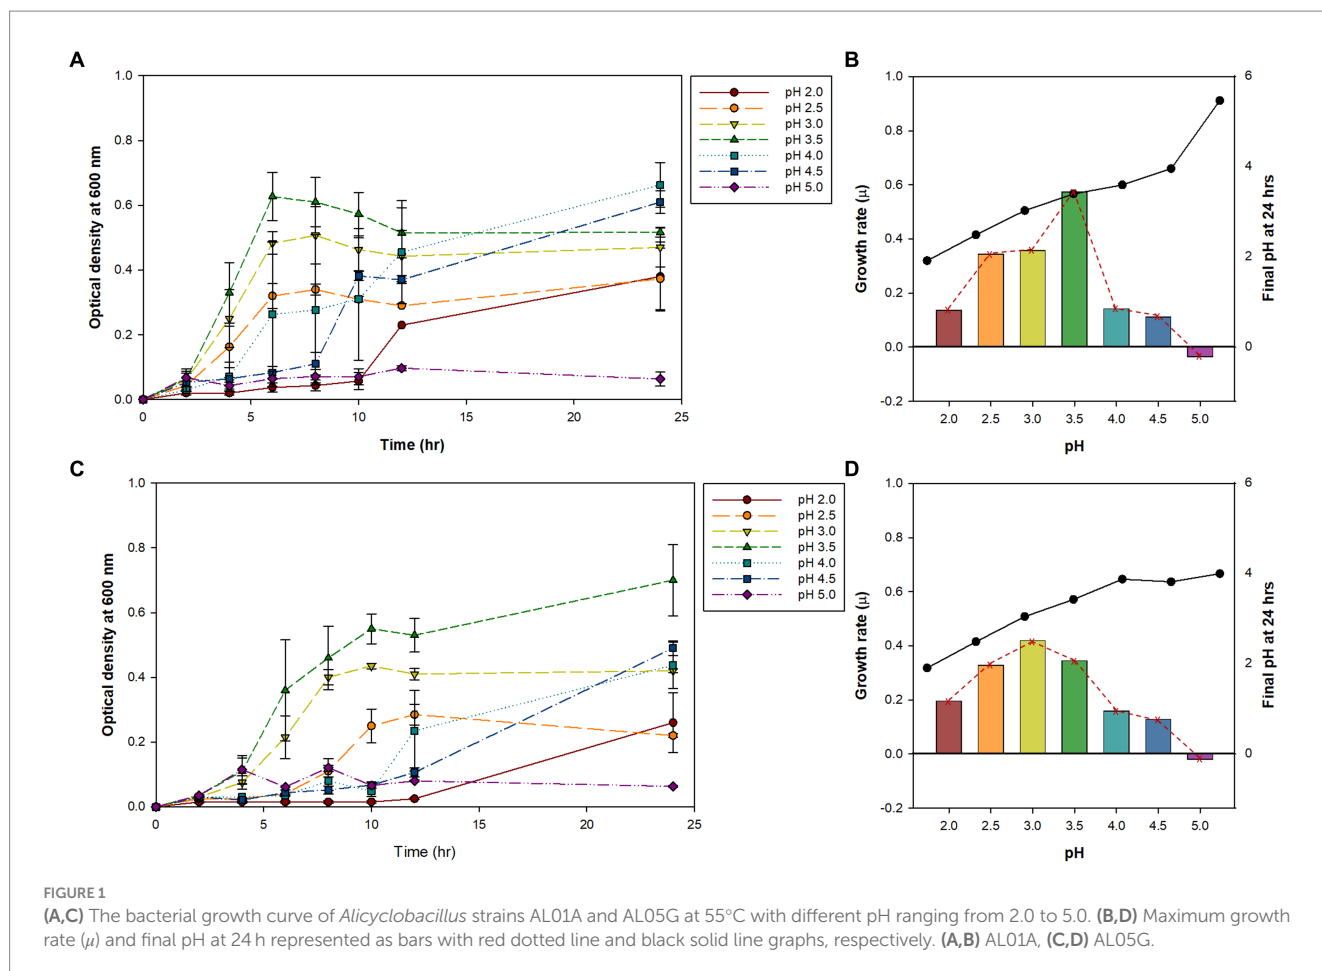 A
1.0
0.8
0.6
0.4
0.2
0.0
Optical density at 600 nm
0 5 10 15 20 25
Time (hr)
pH 2.0
pH 2.5
pH 3.0
pH 3.5
pH 4.0
pH 4.5
pH 5.0
B
1.0
0.8
0.6
0.4
0.2
0.0
-0.2
Growth rate (μ)
6
4
2
0
Final pH at 24 hrs
2.0 2.5 3.0 3.5 4.0 4.5 5.0
pH
C
1.0
0.8
0.6
0.4
0.2
0.0
Optical density at 600 nm
0 5 10 15 20 25
Time (hr)
pH 2.0
pH 2.5
pH 3.0
pH 3.5
pH 4.0
pH 4.5
pH 5.0
D
1.0
0.8
0.6
0.4
0.2
0.0
-0.2
Growth rate (μ)
6
4
2
0
Final pH at 24 hrs
2.0 2.5 3.0 3.5 4.0 4.5 5.0
pH
FIGURE 1
(A,C) The bacterial growth curve of Alicyclobacillus strains AL01A and AL05G at 55°C with different pH ranging from 2.0 to 5.0. (B,D) Maximum growth
rate (μ) and final pH at 24 h represented as bars with red dotted line and black solid line graphs, respectively. (A,B) AL01A, (C,D) AL05G.